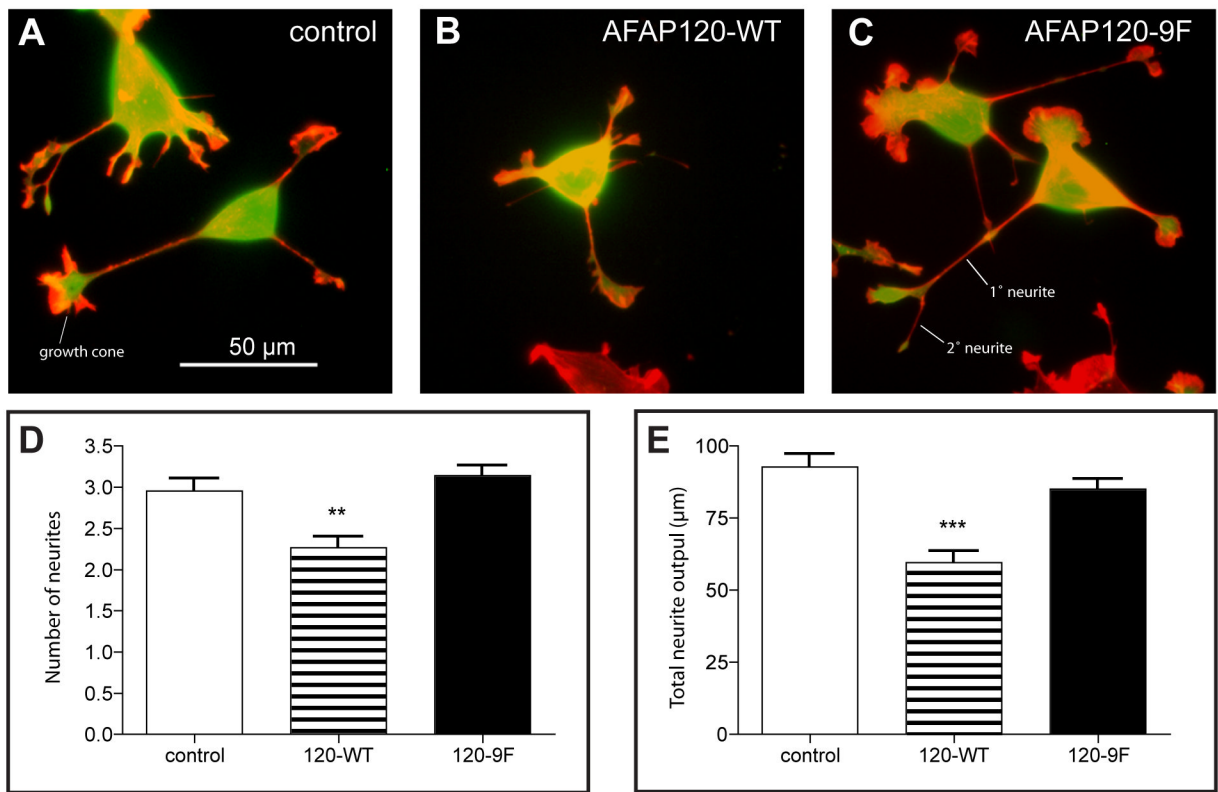 A
control
growth cone
50 µm
B
AFAP120-WT
C
AFAP120-9F
1˚ neurite
2˚ neurite
D
Number of neurites
3.5
3.0
2.5
2.0
1.5
1.0
0.5
0.0
**
control
120-WT
120-9F
E
Total neurite outpul (µm)
100
75
50
25
0
***
control
120-WT
120-9F